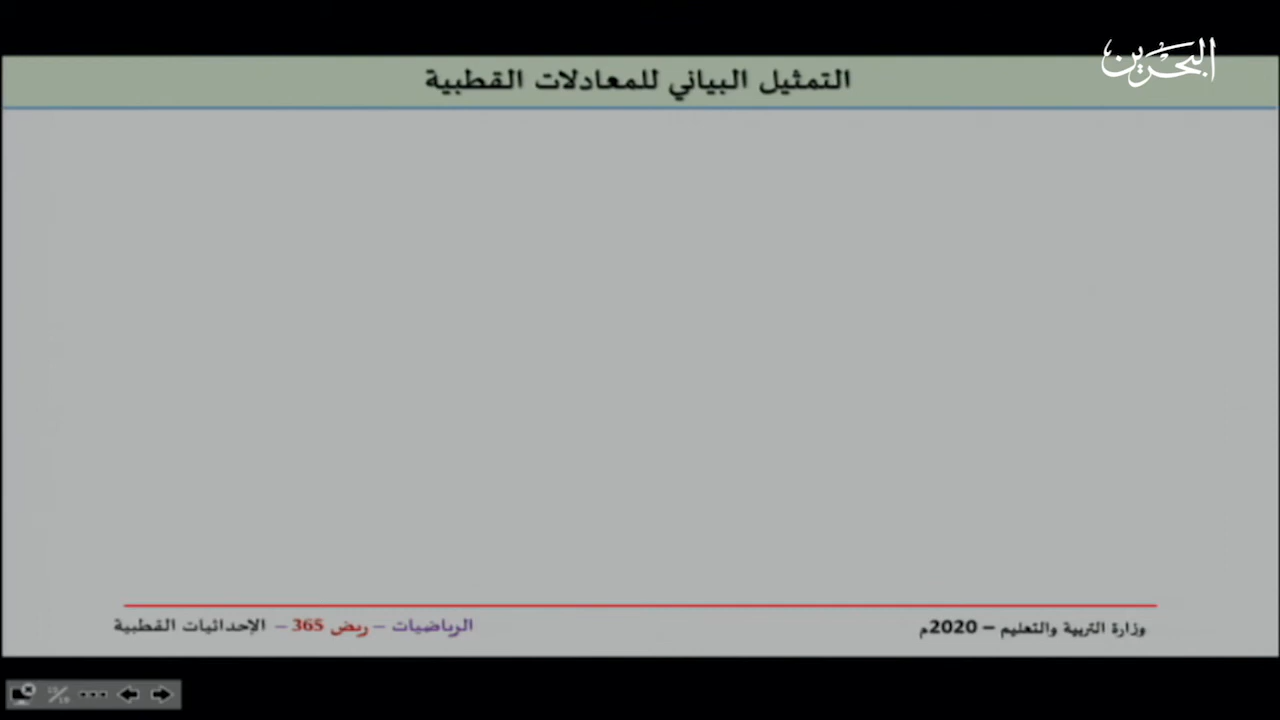 البحرين
التمثيل البياني للمعادلات القطبية
وزارة التربية والتعليم – 2020م
الرياضيات – ريض 365 – الإحداثيات القطبية